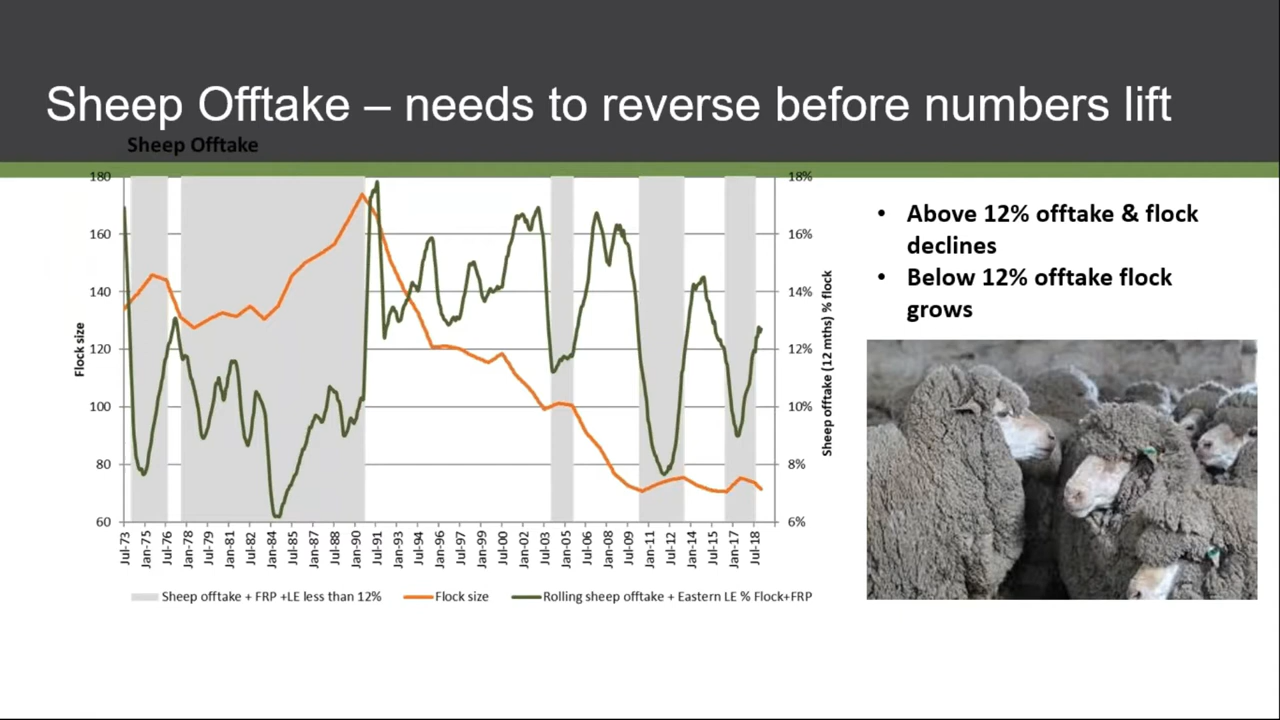 Sheep Offtake – needs to reverse before numbers lift
Sheep Offtake
180
160
140
120
100
80
60
Flock size
18%
16%
14%
12%
10%
8%
6%
Sheep offtake (12 mths) % flock
Jul-73
Jan-75
Jul-76
Jan-78
Jul-79
Jan-81
Jul-82
Jan-84
Jul-85
Jan-87
Jul-88
Jan-90
Jul-91
Jan-93
Jul-94
Jan-96
Jul-97
Jan-99
Jul-00
Jan-02
Jul-03
Jan-05
Jul-06
Jan-08
Jul-09
Jan-11
Jul-12
Jan-14
Jul-15
Jan-17
Jul-18
Sheep offtake + FRP +LE less than 12%
Flock size
Rolling sheep offtake + Eastern LE % Flock+FRP
• Above 12% offtake & flock
declines
• Below 12% offtake flock
grows